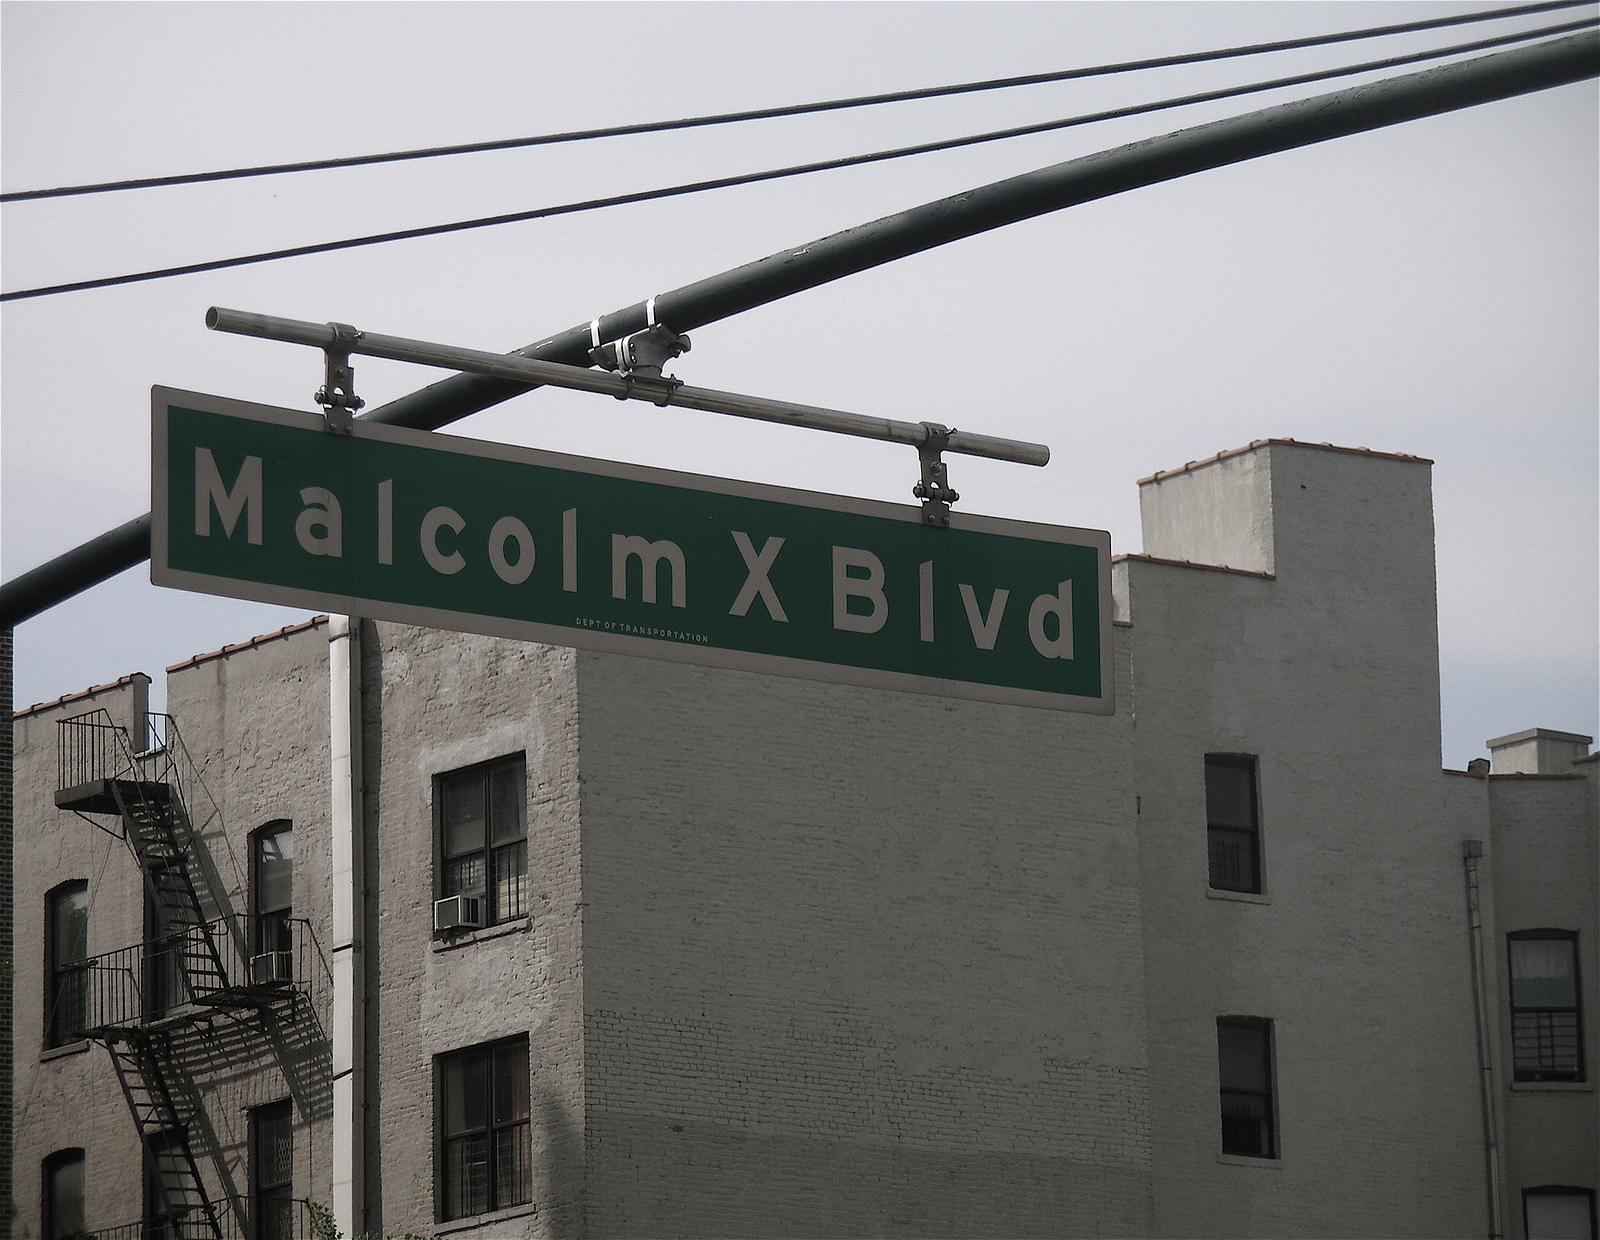 Malcolm X Blvd
DEPT OF TRANSPORTATION